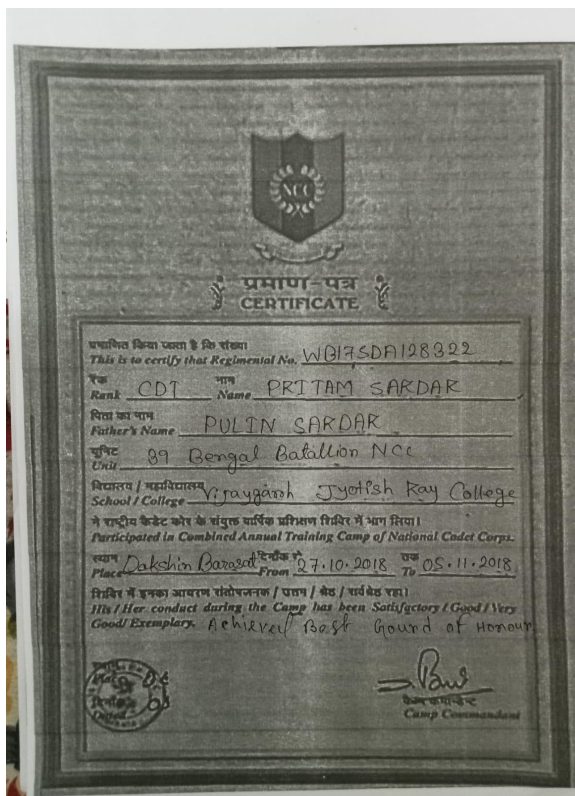 NCC
प्रमाण-पत्र
CERTIFICATE
प्रमाणित किया जाता है कि संख्या
This is to certify that Regimental No. WB17SDA128322
रैंक नाम
Rank CDT Name PRITAM SARDAR
पिता का नाम
Father's Name PULIN SARDAR
यूनिट
Unit 39 Bengal Batallion NCC
विद्यालय / महाविद्यालय
School / College Vijaygarh Jyotish Ray College
ने राष्ट्रीय कैडेट कोर के संयुक्त वार्षिक प्रशिक्षण शिविर में भाग लिया।
Participated in Combined Annual Training Camp of National Cadet Corps.
स्थान दिनाँक से तक
Place Dakshin Barasat From 27.10.2018 To 05.11.2018
शिविर में इनका आचरण संतोषजनक / उत्तम / श्रेष्ठ / सर्वश्रेष्ठ रहा।
His / Her conduct during the Camp has been Satisfactory / Good / Very
Good/ Exemplary. Achieved Best Gourd of Honour
दिनाँक
Dated
कैम्प कमान्डेन्ट
Camp Commandant